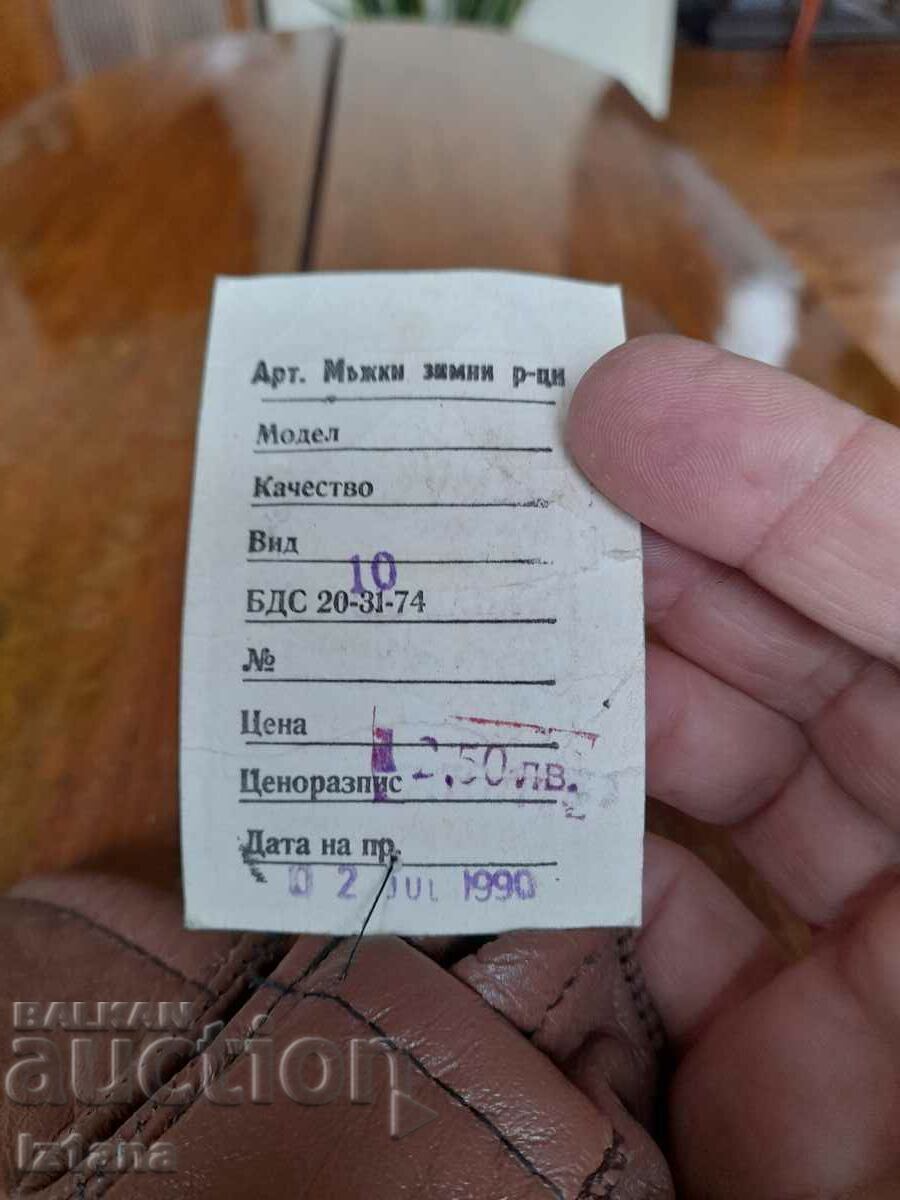 Арт. Мъжки зимни р-ци
Модел
Качество
Вид
10
БДС 20-31-74
№
Цена
2,50 лв.
Ценоразпис
Дата на пр.
02 JUL 1990
BALKAN
auction
Iz1ana